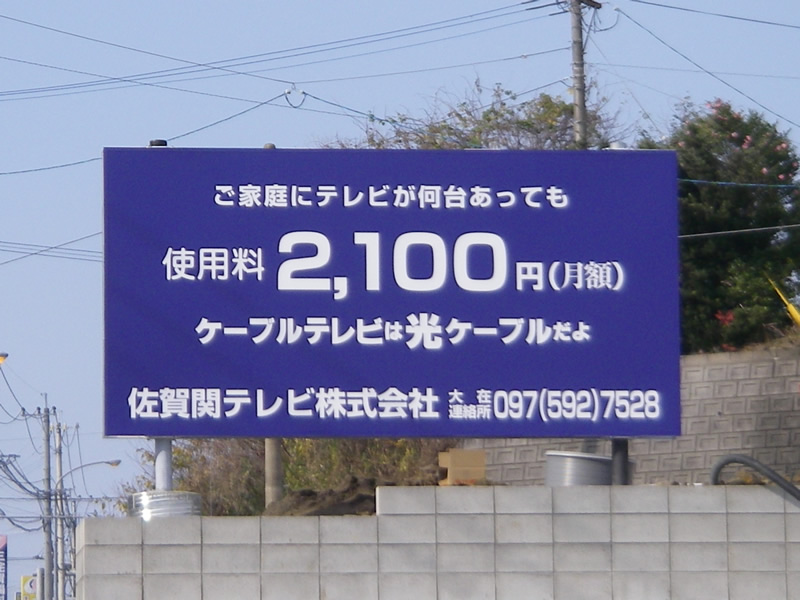 ご家庭にテレビが何台あっても
使用料 2,100円(月額)
ケーブルテレビは光ケーブルだよ
佐賀関テレビ株式会社 大在連絡所 097(592)7528